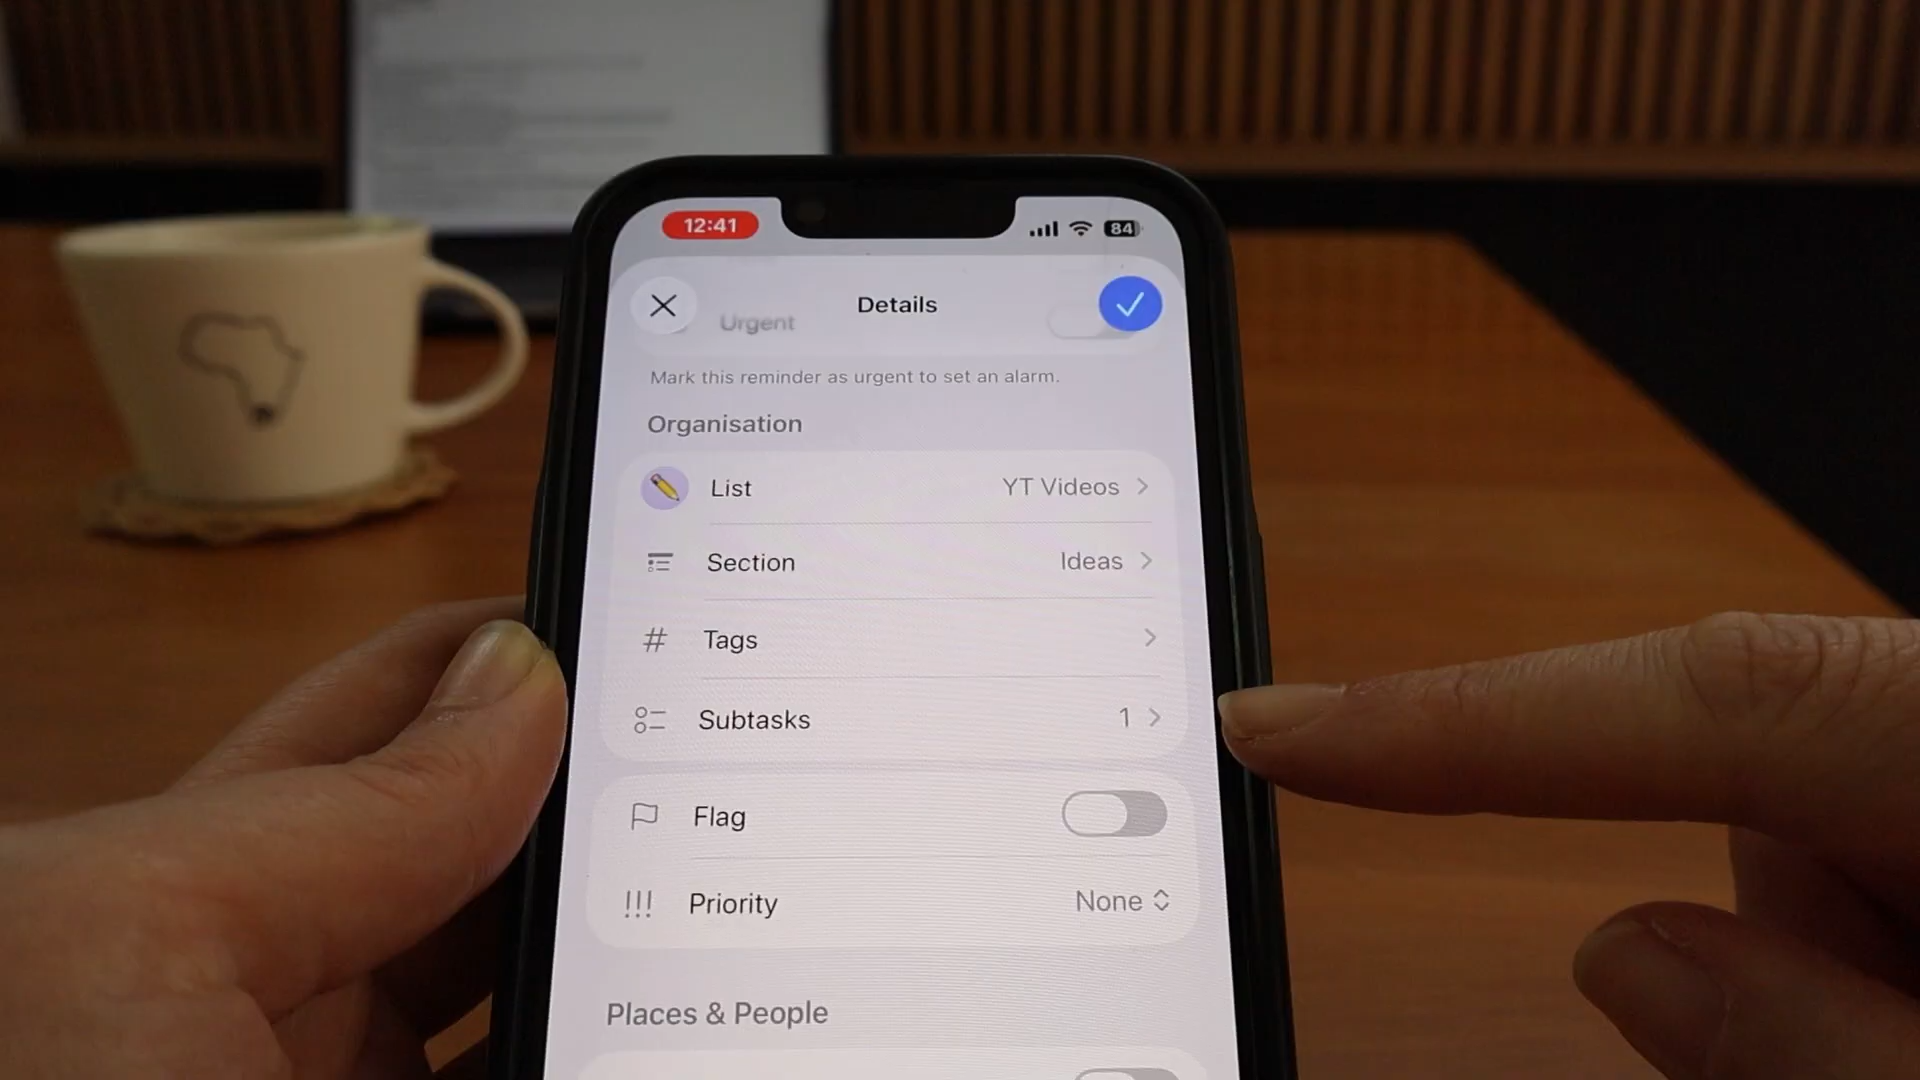 12:41
84
Details
Urgent
Mark this reminder as urgent to set an alarm.
Organisation
List YT Videos
Section Ideas
# Tags
Subtasks 1
Flag
!!! Priority None
Places & People